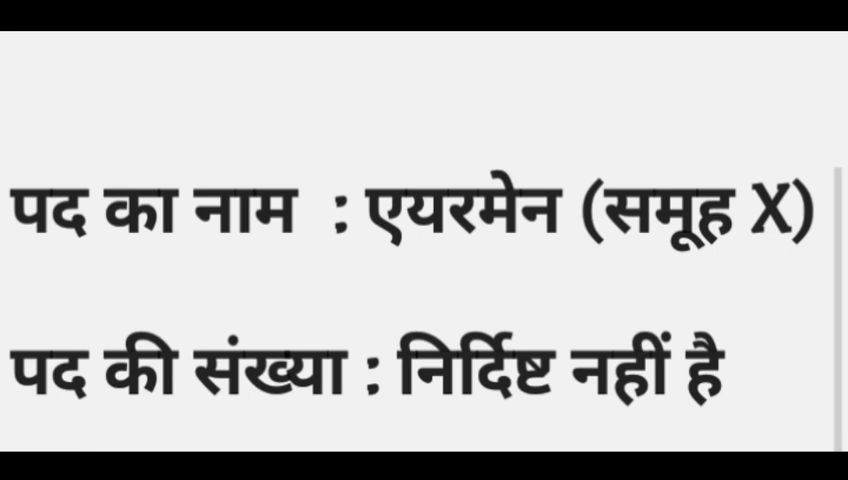 पद का नाम : एयरमेन (समूह X)
पद की संख्या : निर्दिष्ट नहीं है